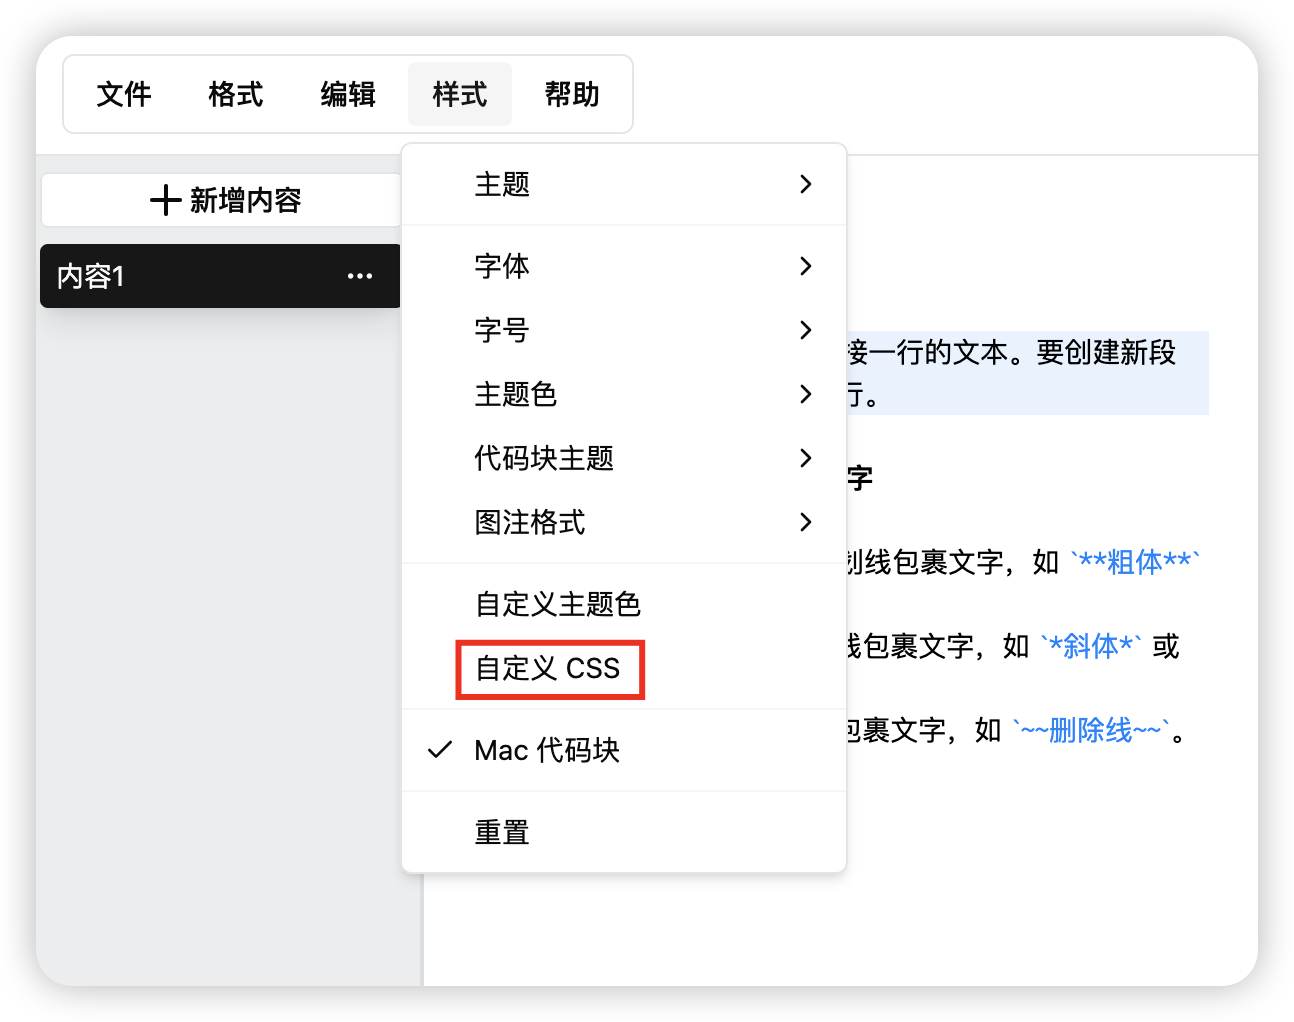 文件 格式 编辑 样式 帮助
新增内容
内容1
主题
字体
字号
主题色
代码块主题
图注格式
自定义主题色
自定义 CSS
Mac 代码块
重置
接一行的文本。要创建新段
行。
字
划线包裹文字，如 `**粗体**`
线包裹文字，如 `*斜体*` 或
包裹文字，如 `~~删除线~~`。